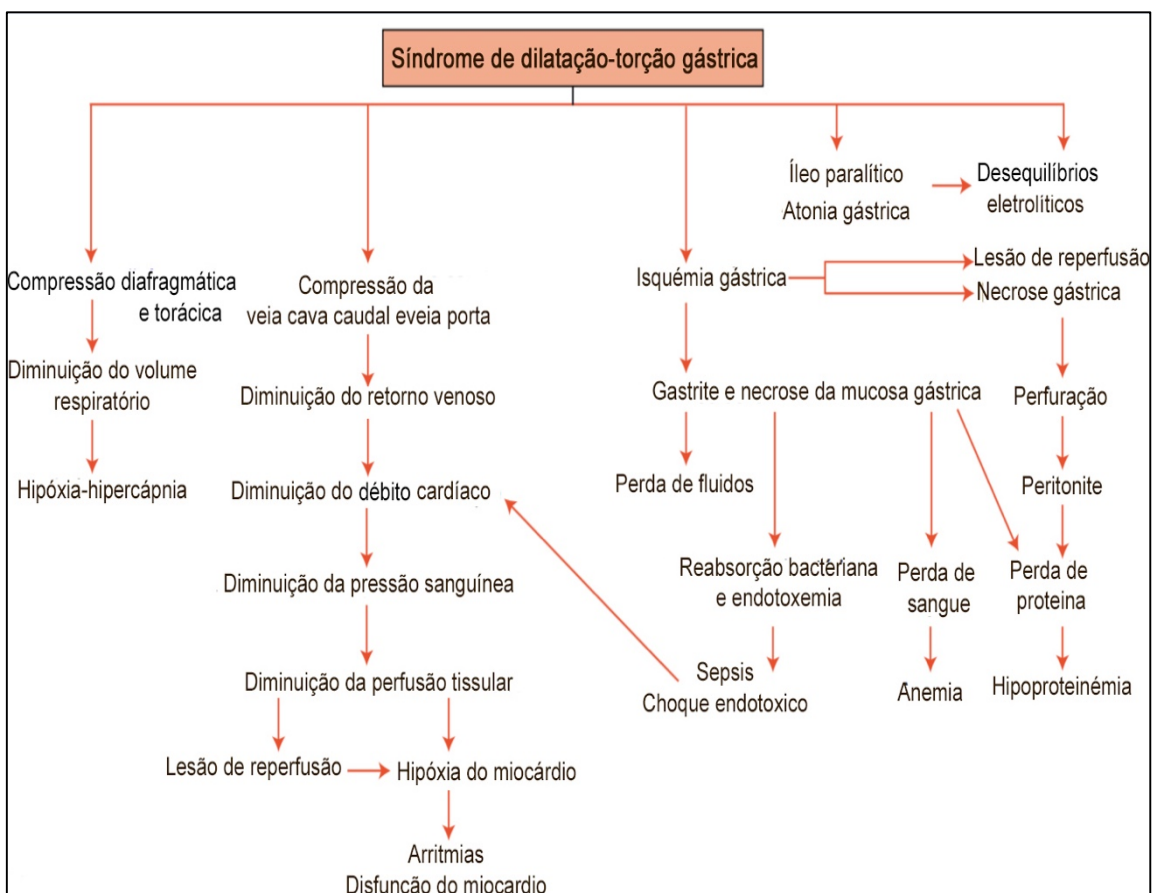 Síndrome de dilatação-torção gástrica
Compressão diafragmática
e torácica
Diminuição do volume
respiratório
Hipóxia-hipercápnia
Compressão da
veia cava caudal eveia porta
Diminuição do retorno venoso
Diminuição do débito cardíaco
Diminuição da pressão sanguínea
Diminuição da perfusão tissular
Lesão de reperfusão
Hipóxia do miocárdio
Arritmias
Disfunção do miocardio
Isquémia gástrica
Gastrite e necrose da mucosa gástrica
Perda de fluidos
Reabsorção bacteriana
e endotoxemia
Sepsis
Choque endotoxico
Perda de
sangue
Anemia
Íleo paralítico
Atonia gástrica
Desequilíbrios
eletrolíticos
Lesão de reperfusão
Necrose gástrica
Perfuração
Peritonite
Perda de
proteina
Hipoproteinémia